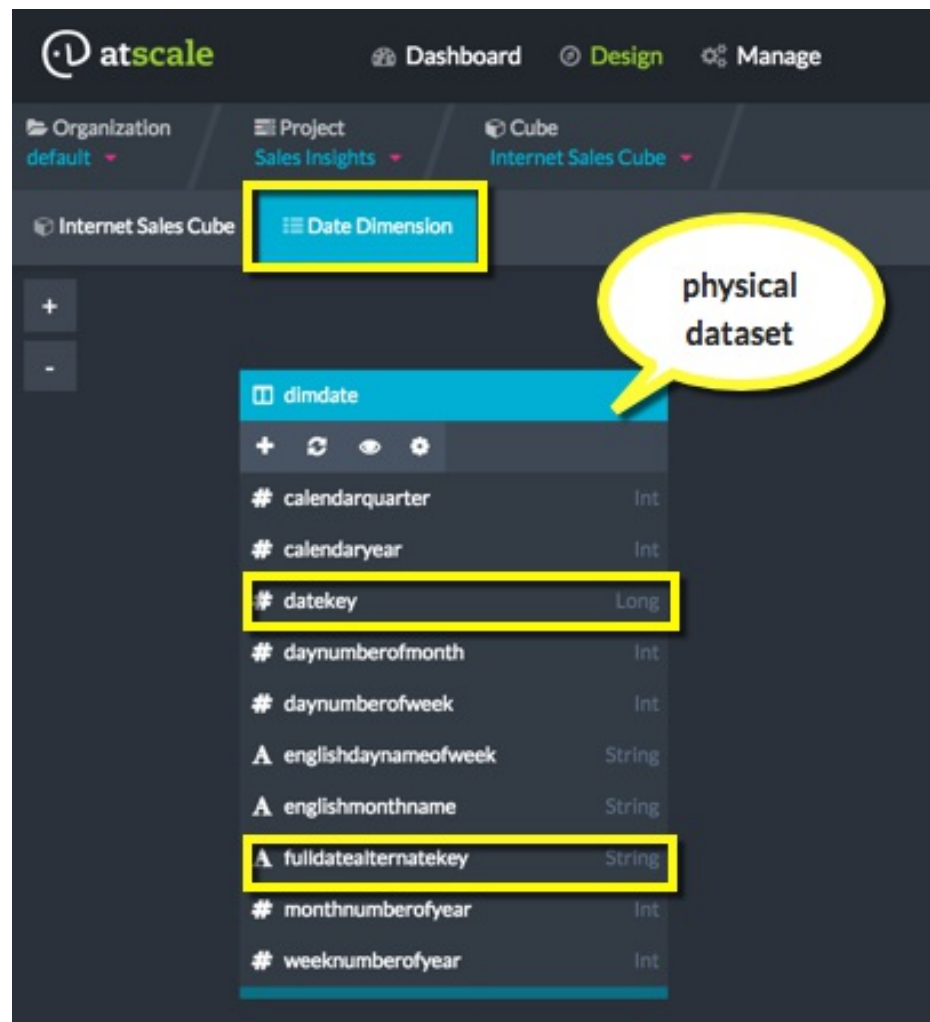 atscale Dashboard Design Manage
Organization Project Cube
default Sales Insights Internet Sales Cube
Internet Sales Cube Date Dimension
physical
dataset
+
-
dimdate
+
# calendarquarter Int
# calendaryear Int
# datekey Long
# daynumberofmonth Int
# daynumberofweek Int
A englishdaynameofweek String
A englishmonthname String
A fulldatealternatekey String
# monthnumberofyear Int
# weeknumberofyear Int